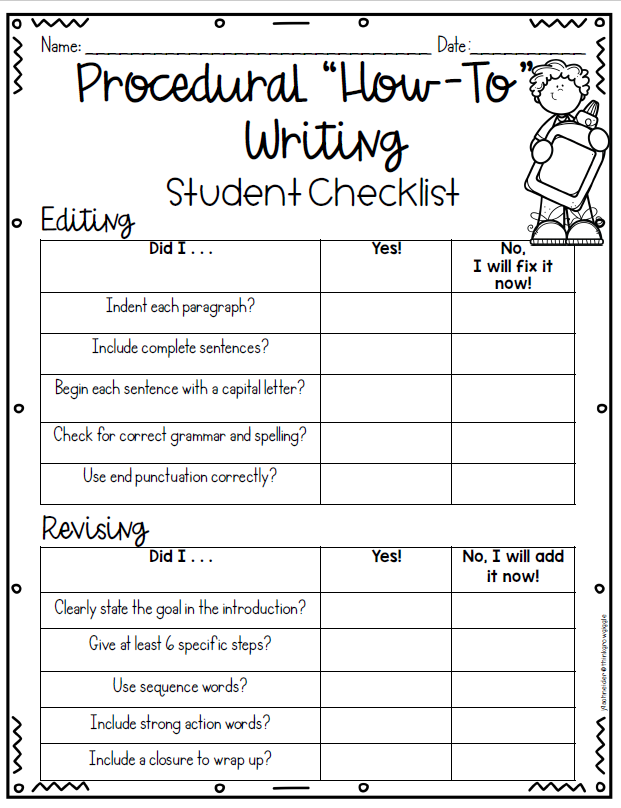 Name: ________________________________ Date:___________
Procedural “How-To”
Writing
Student Checklist
Editing
Did I . . . Yes! No,
I will fix it
now!
Indent each paragraph?
Include complete sentences?
Begin each sentence with a capital letter?
Check for correct grammar and spelling?
Use end punctuation correctly?
Revising
Did I . . . Yes! No, I will add
it now!
Clearly state the goal in the introduction?
Give at least 6 specific steps?
Use sequence words?
Include strong action words?
Include a closure to wrap up?